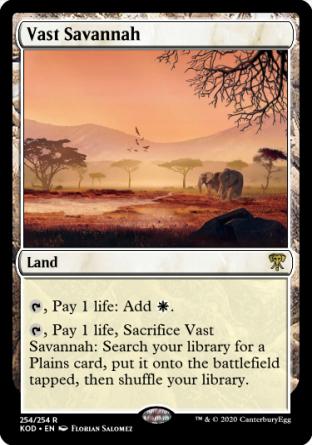 Vast Savannah
Land
, Pay 1 life: Add .
, Pay 1 life, Sacrifice Vast
Savannah: Search your library for a
Plains card, put it onto the battlefield
tapped, then shuffle your library.
254/254 R
KOD • EN Florian Salomez
™ & © 2020 CanterburyEgg